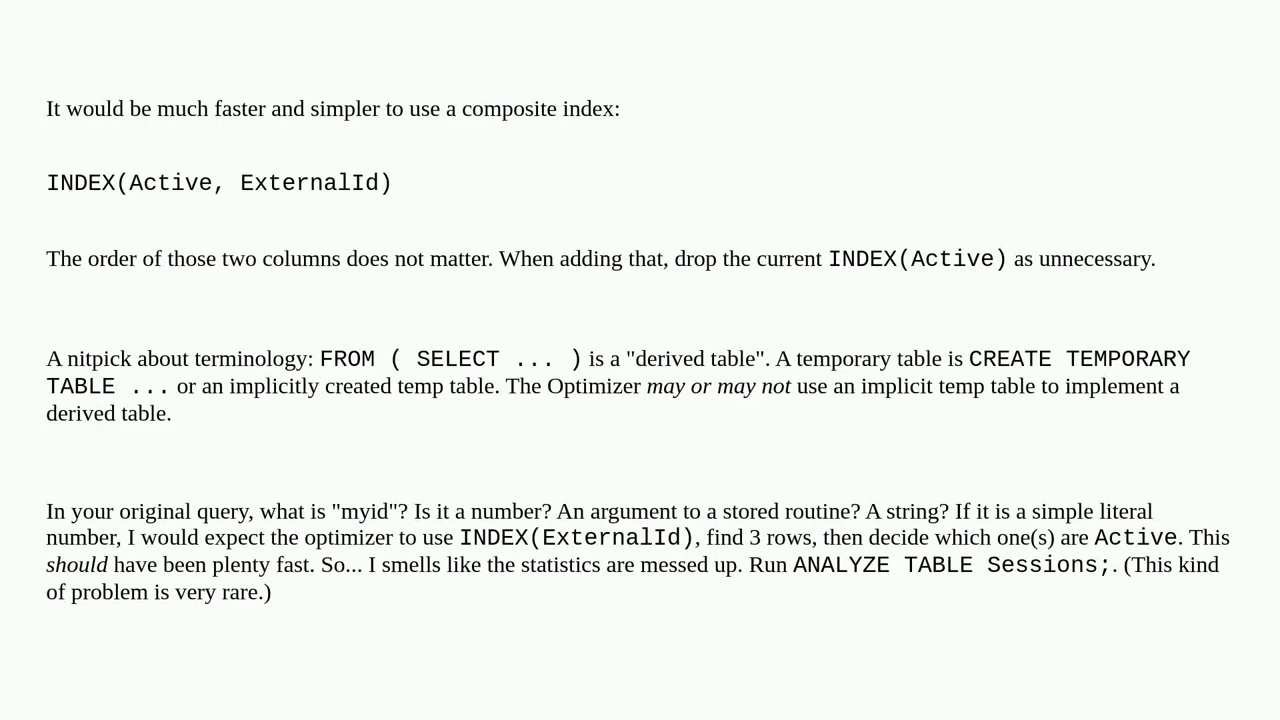 It would be much faster and simpler to use a composite index:
INDEX(Active, ExternalId)
The order of those two columns does not matter. When adding that, drop the current INDEX(Active) as unnecessary.
A nitpick about terminology: FROM ( SELECT ... ) is a "derived table". A temporary table is CREATE TEMPORARY
TABLE ... or an implicitly created temp table. The Optimizer may or may not use an implicit temp table to implement a
derived table.
In your original query, what is "myid"? Is it a number? An argument to a stored routine? A string? If it is a simple literal
number, I would expect the optimizer to use INDEX(ExternalId), find 3 rows, then decide which one(s) are Active. This
should have been plenty fast. So... I smells like the statistics are messed up. Run ANALYZE TABLE Sessions;. (This kind
of problem is very rare.)